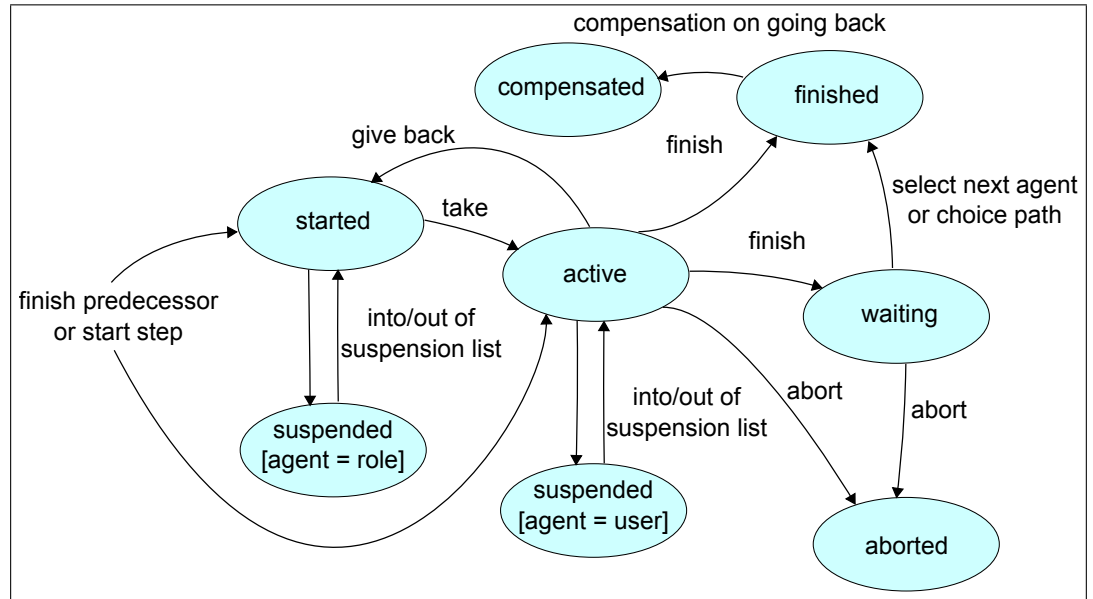 compensation on going back
compensated
finished
give back
finish
select next agent
or choice path
started
take
finish
active
finish predecessor
or start step
waiting
into/out of
suspension list
abort
into/out of
suspension list
abort
suspended
[agent = role]
suspended
[agent = user]
aborted